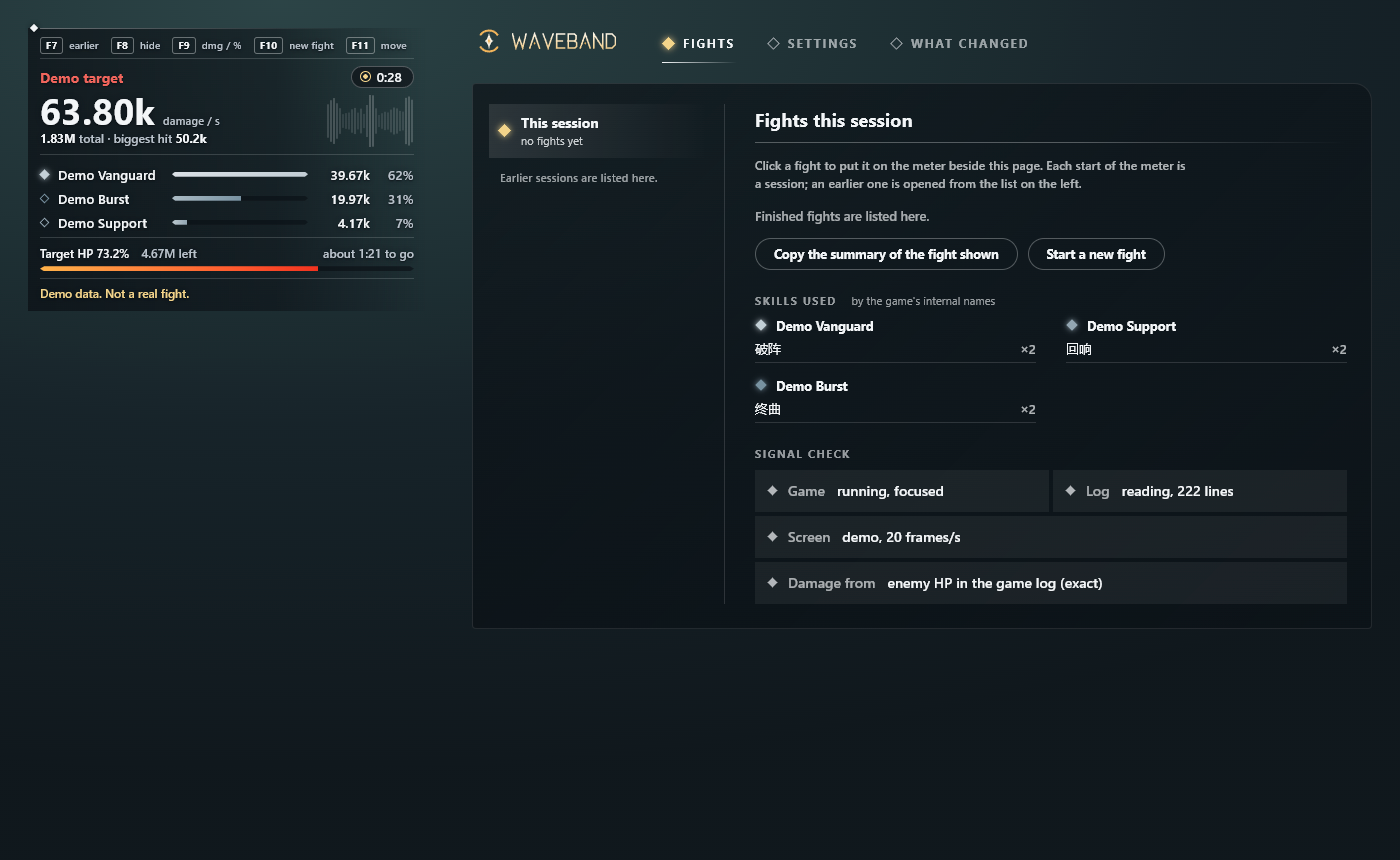 F7 earlier F8 hide F9 dmg / % F10 new fight F11 move
Demo target 0:28
63.80k damage / s
1.83M total · biggest hit 50.2k
Demo Vanguard 39.67k 62%
Demo Burst 19.97k 31%
Demo Support 4.17k 7%
Target HP 73.2% 4.67M left about 1:21 to go
Demo data. Not a real fight.
WAVEBAND FIGHTS SETTINGS WHAT CHANGED
This session
no fights yet
Earlier sessions are listed here.
Fights this session
Click a fight to put it on the meter beside this page. Each start of the meter is
a session; an earlier one is opened from the list on the left.
Finished fights are listed here.
Copy the summary of the fight shown Start a new fight
SKILLS USED by the game's internal names
Demo Vanguard Demo Support
破阵 ×2 回响 ×2
Demo Burst
终曲 ×2
SIGNAL CHECK
Game running, focused Log reading, 222 lines
Screen demo, 20 frames/s
Damage from enemy HP in the game log (exact)